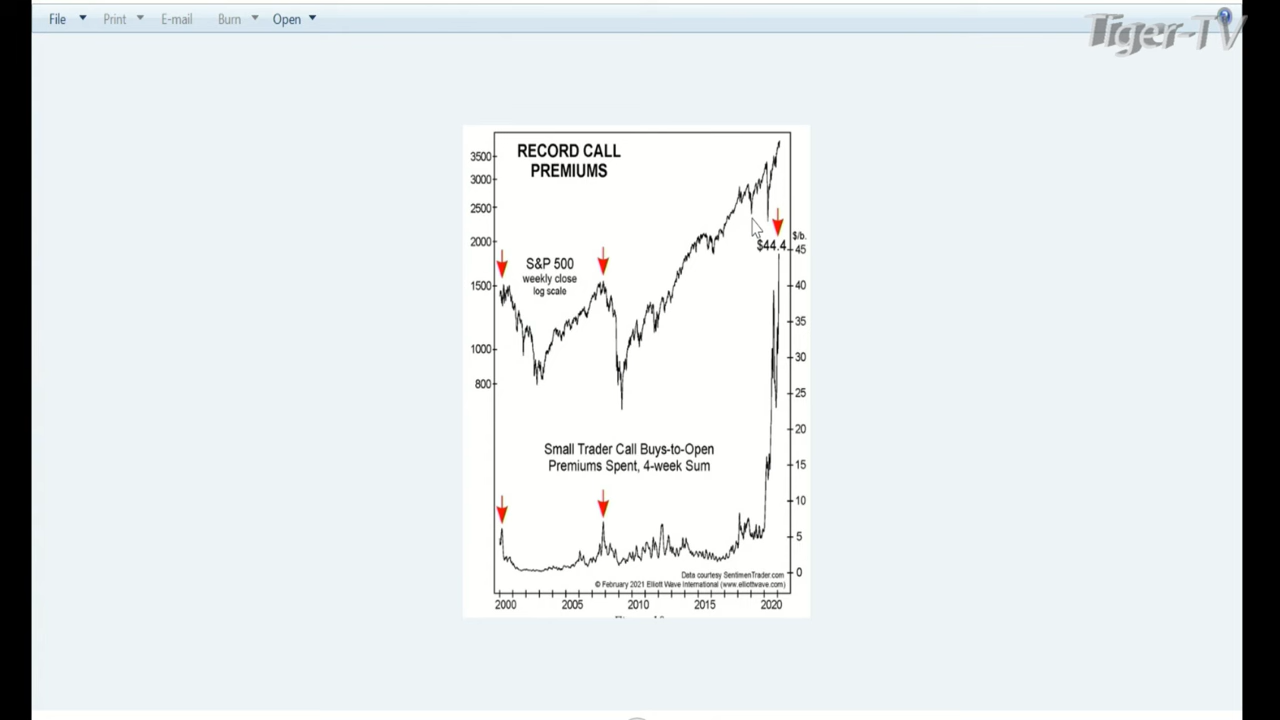 File Print E-mail Burn Open
Tiger-TV
RECORD CALL
PREMIUMS
3500
3000
2500
2000
1500
1000
800
S&P 500
weekly close
log scale
$/b.
$44.4
45
40
35
30
25
20
15
10
5
0
Small Trader Call Buys-to-Open
Premiums Spent, 4-week Sum
Data courtesy SentimenTrader.com
© February 2021 Elliott Wave International (www.elliottwave.com)
2000 2005 2010 2015 2020